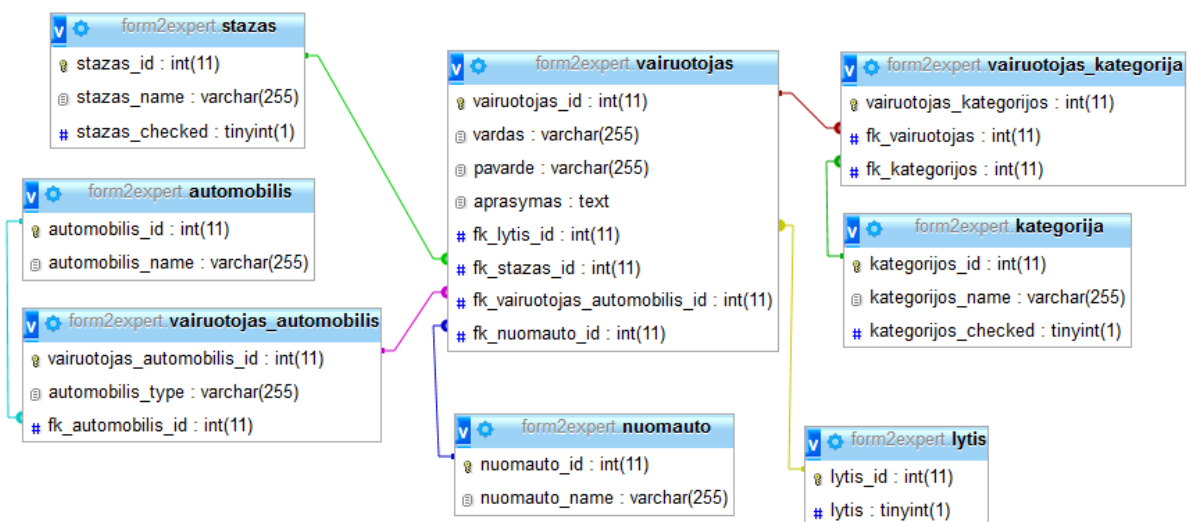 form2expert.stazas
stazas_id : int(11)
stazas_name : varchar(255)
# stazas_checked : tinyint(1)
form2expert.automobilis
automobilis_id : int(11)
automobilis_name : varchar(255)
form2expert.vairuotojas_automobilis
vairuotojas_automobilis_id : int(11)
automobilis_type : varchar(255)
# fk_automobilis_id : int(11)
v form2expert.vairuotojas
vairuotojas_id : int(11)
vardas : varchar(255)
pavarde : varchar(255)
aprasymas : text
# fk_lytis_id : int(11)
# fk_stazas_id : int(11)
# fk_vairuotojas_automobilis_id : int(11)
# fk_nuomauto_id : int(11)
v form2expert.nuomauto
nuomauto_id : int(11)
nuomauto_name : varchar(255)
v form2expert.vairuotojas_kategorija
vairuotojas_kategorijos : int(11)
# fk_vairuotojas : int(11)
# fk_kategorijos : int(11)
v form2expert.kategorija
kategorijos_id : int(11)
kategorijos_name : varchar(255)
# kategorijos_checked : tinyint(1)
v form2expert.lytis
lytis_id : int(11)
# lytis : tinyint(1)